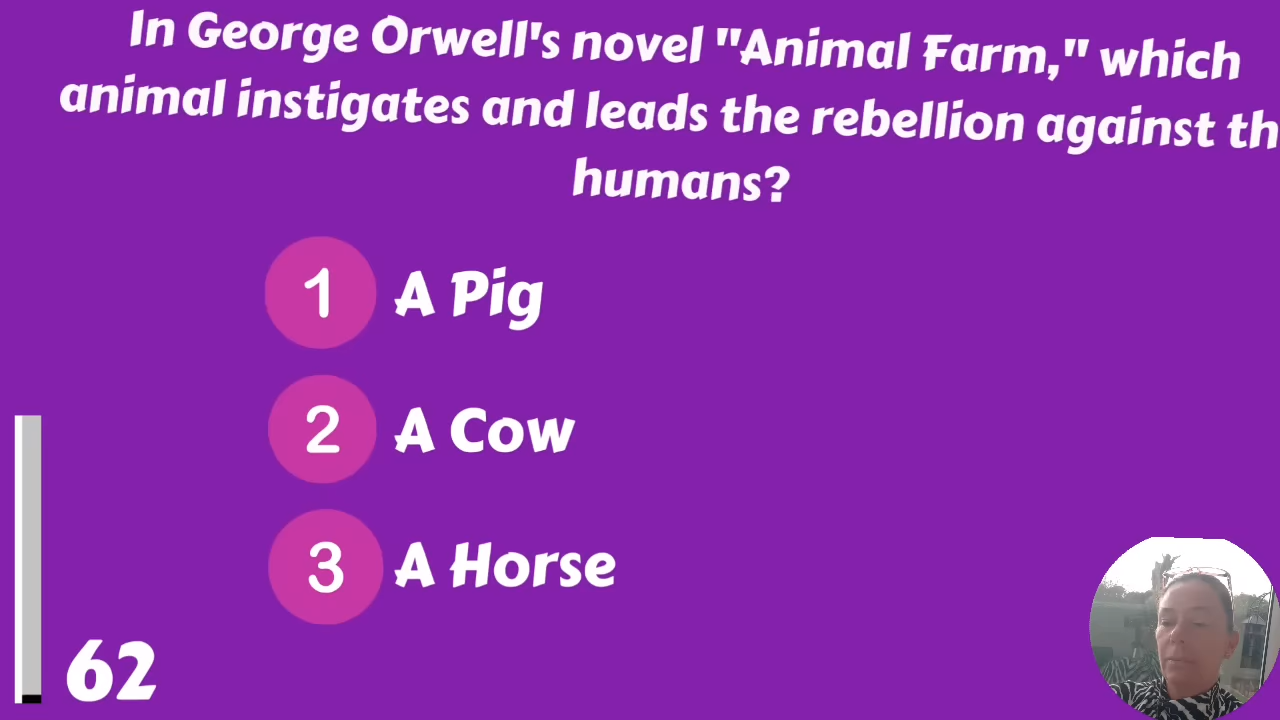 In George Orwell's novel "Animal Farm," which
animal instigates and leads the rebellion against th
humans?
1 A Pig
2 A Cow
3 A Horse
62